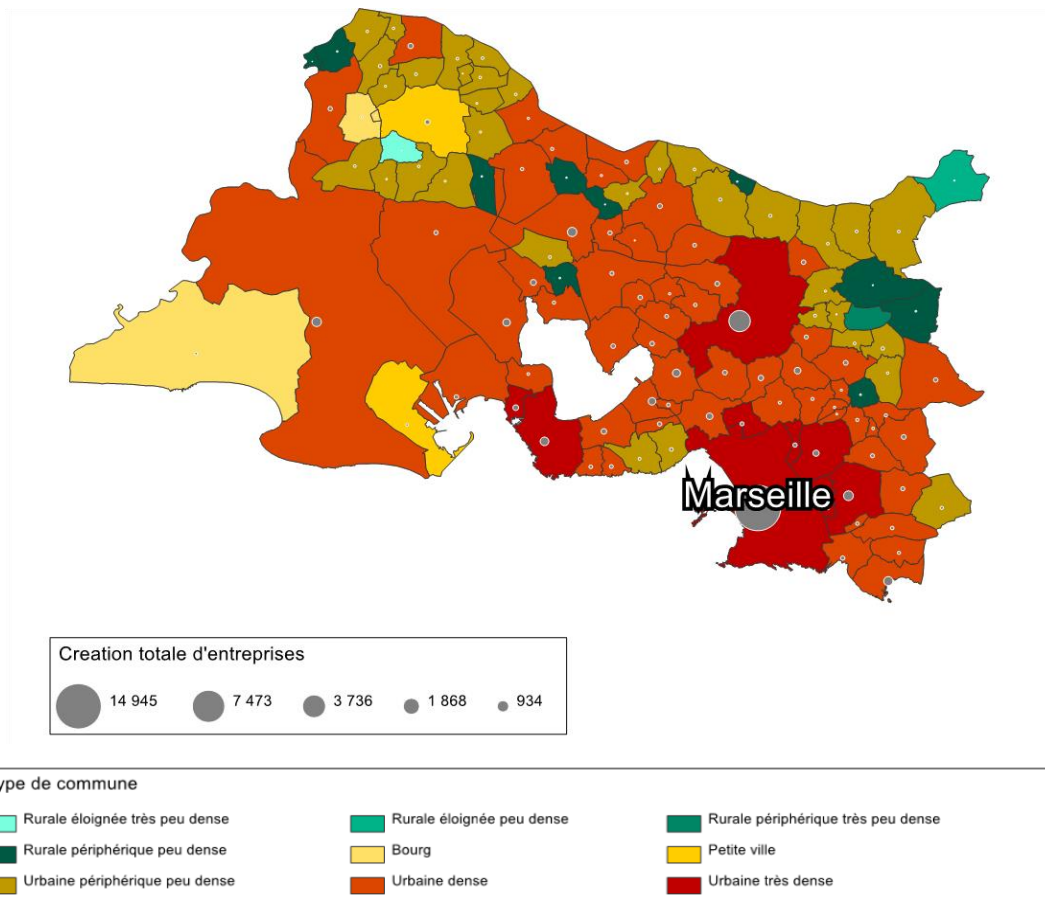 Marseille
Creation totale d'entreprises
14 945 7 473 3 736 1 868 934
ype de commune
Rurale éloignée très peu dense Rurale éloignée peu dense Rurale périphérique très peu dense
Rurale périphérique peu dense Bourg Petite ville
Urbaine périphérique peu dense Urbaine dense Urbaine très dense